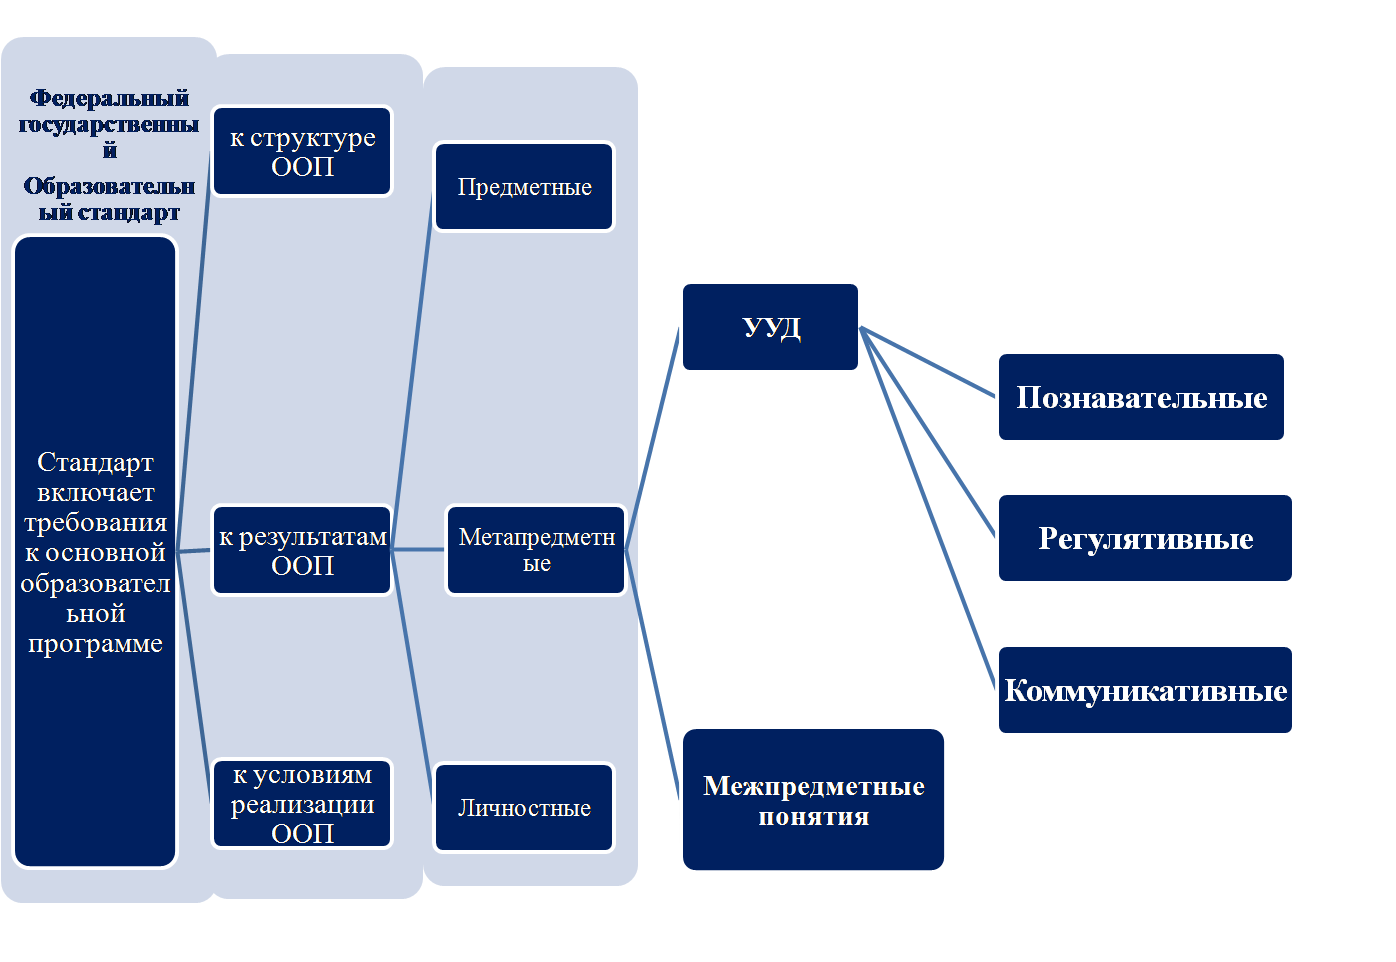 Федеральный
государственны
й
Образовательн
ый стандарт
Стандарт
включает
требования
к основной
образовател
ьной
программе
к структуре
ООП
к результатам
ООП
к условиям
реализации
ООП
Предметные
Метапредметн
ые
Личностные
УУД
Межпредметные
понятия
Познавательные
Регулятивные
Коммуникативные